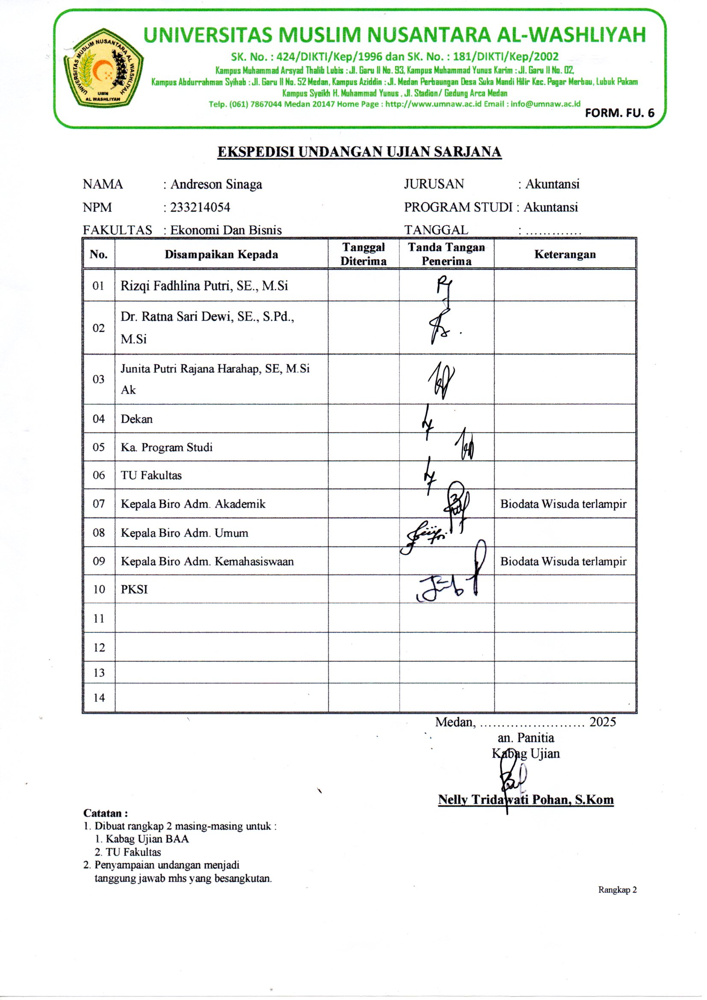 UNIVERSITAS MUSLIM NUSANTARA AL-WASHLIYAH
SK. No. : 424/DIKTI/Kep/1996 dan SK. No. : 181/DIKTI/Kep/2002
Kampus Muhammad Arsyad Thalib Lubis : Jl. Garu II No. 93, Kampus Muhammad Yunus Karim : Jl. Garu II No. 02,
Kampus Abdurrahman Syihab : Jl. Garu II No. 52 Medan, Kampus Aziddin : Jl. Medan Perbaungan Desa Suka Mandi Hilir Kec. Pagar Merbau, Lubuk Pakam
Kampus Syeikh H. Muhammad Yunus , Jl. Stadion/ Gedung Arca Medan
Telp. (061) 7867044 Medan 20147 Home Page : http://www.umnaw.ac.id Email : info@umnaw.ac.id
FORM. FU. 6
UNIVERSITAS MUSLIM NUSANTARA AL WASHLIYAH
UMN
AL WASHLIYAH
EKSPEDISI UNDANGAN UJIAN SARJANA
NAMA : Andreson Sinaga JURUSAN : Akuntansi
NPM : 233214054 PROGRAM STUDI : Akuntansi
FAKULTAS : Ekonomi Dan Bisnis TANGGAL : .............
No. Disampaikan Kepada Tanggal Diterima Tanda Tangan Penerima Keterangan
01 Rizqi Fadhlina Putri, SE., M.Si
02 Dr. Ratna Sari Dewi, SE., S.Pd.,
M.Si
03 Junita Putri Rajana Harahap, SE, M.Si
Ak
04 Dekan
05 Ka. Program Studi
06 TU Fakultas
07 Kepala Biro Adm. Akademik Biodata Wisuda terlampir
08 Kepala Biro Adm. Umum
09 Kepala Biro Adm. Kemahasiswaan Biodata Wisuda terlampir
10 PKSI
11
12
13
14
Medan, ........................ 2025
an. Panitia
Kabag Ujian
Nelly Tridawati Pohan, S.Kom
Catatan :
1. Dibuat rangkap 2 masing-masing untuk :
1. Kabag Ujian BAA
2. TU Fakultas
2. Penyampaian undangan menjadi
tanggung jawab mhs yang besangkutan.
Rangkap 2